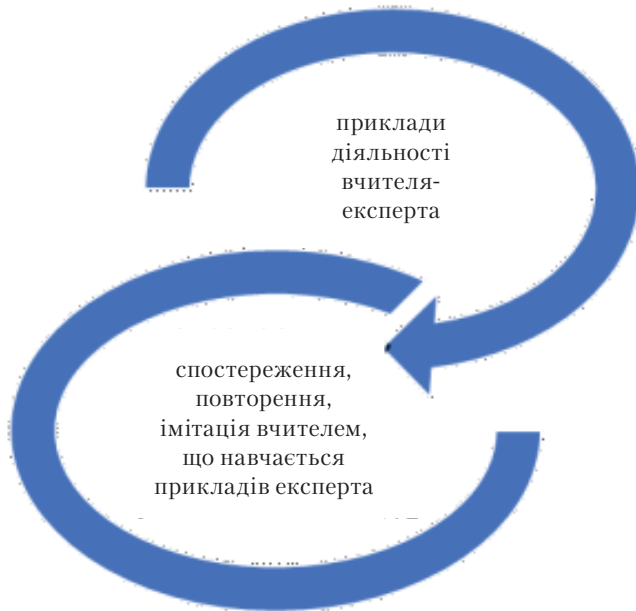 приклади
діяльності
вчителя-
експерта
спостереження,
повторення,
імітація вчителем,
що навчається
прикладів експерта